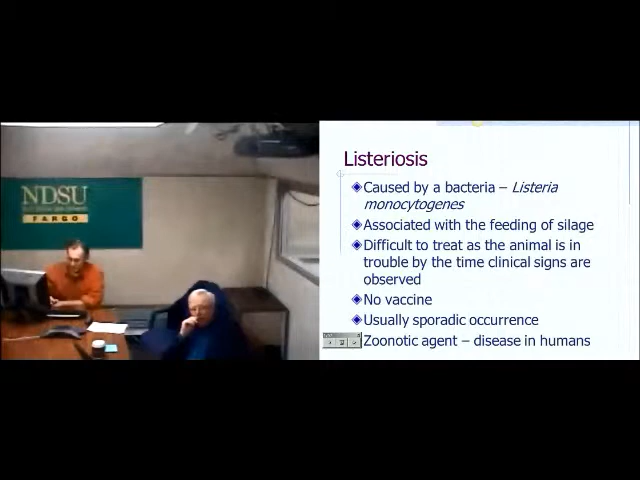 NDSU
FARGO
Listeriosis
Caused by a bacteria – Listeria
monocytogenes
Associated with the feeding of silage
Difficult to treat as the animal is in
trouble by the time clinical signs are
observed
No vaccine
Usually sporadic occurrence
Zoonotic agent – disease in humans